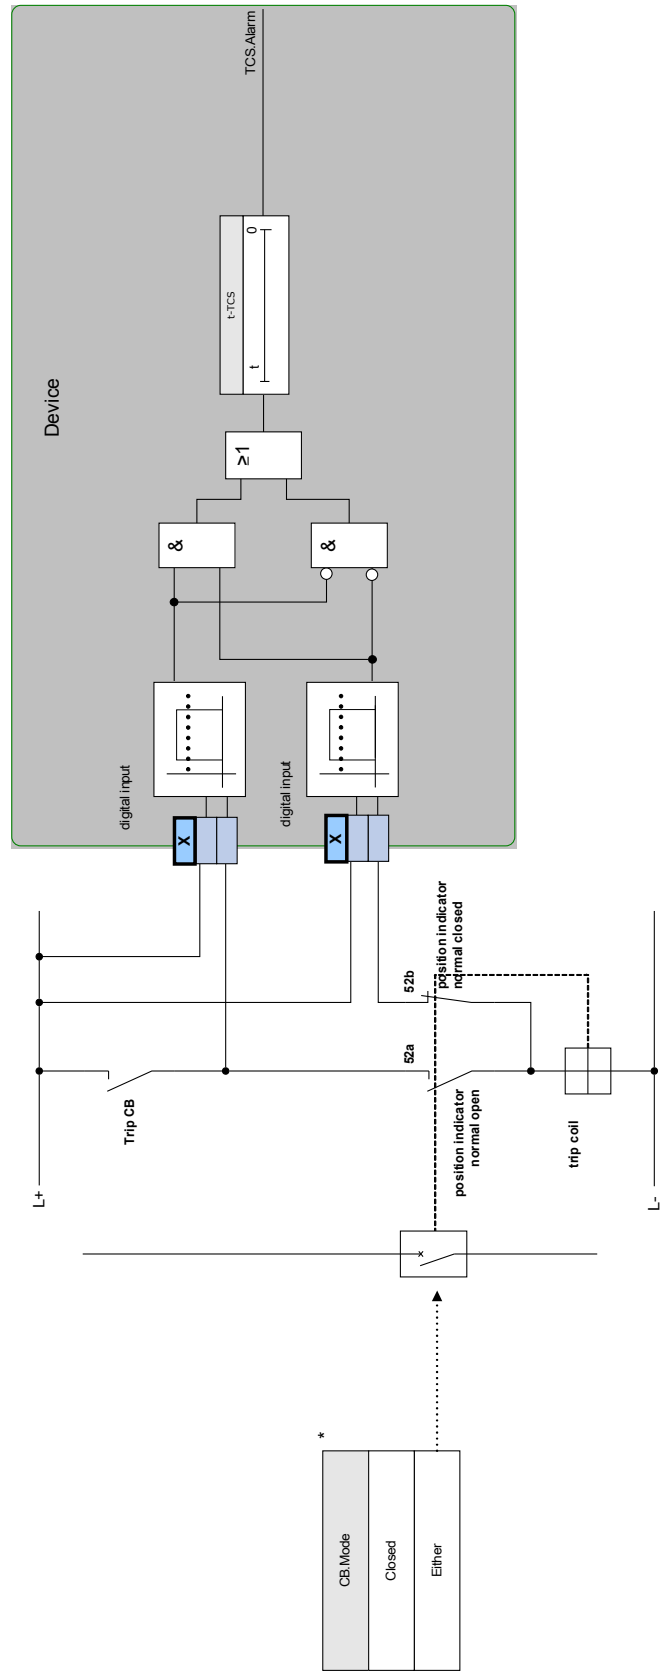 Device
TCS.Alarm
t-TCS
t
0
≥1
&
&
digital input
digital input
X
X
L+
Trip CB
52a
52b
position indicator
normal closed
position indicator
normal open
trip coil
L-
*
CB.Mode
Closed
Either